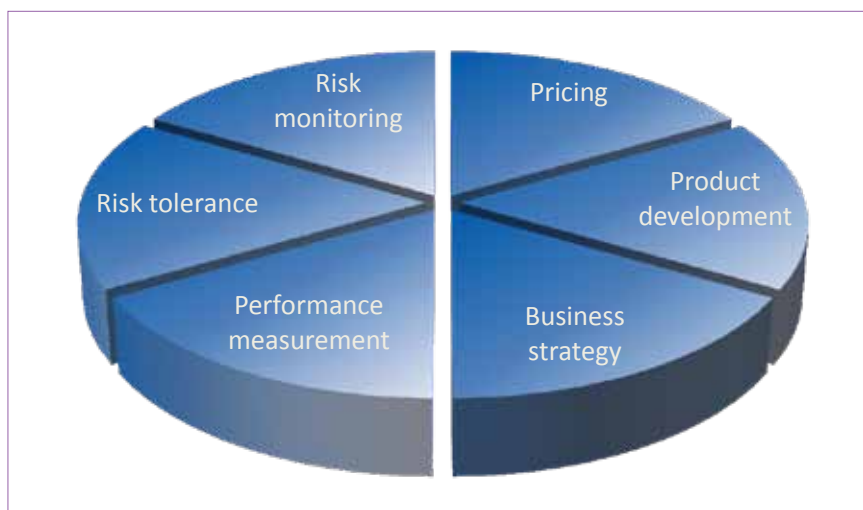 Risk
monitoring
Pricing
Risk tolerance
Product
development
Performance
measurement
Business
strategy